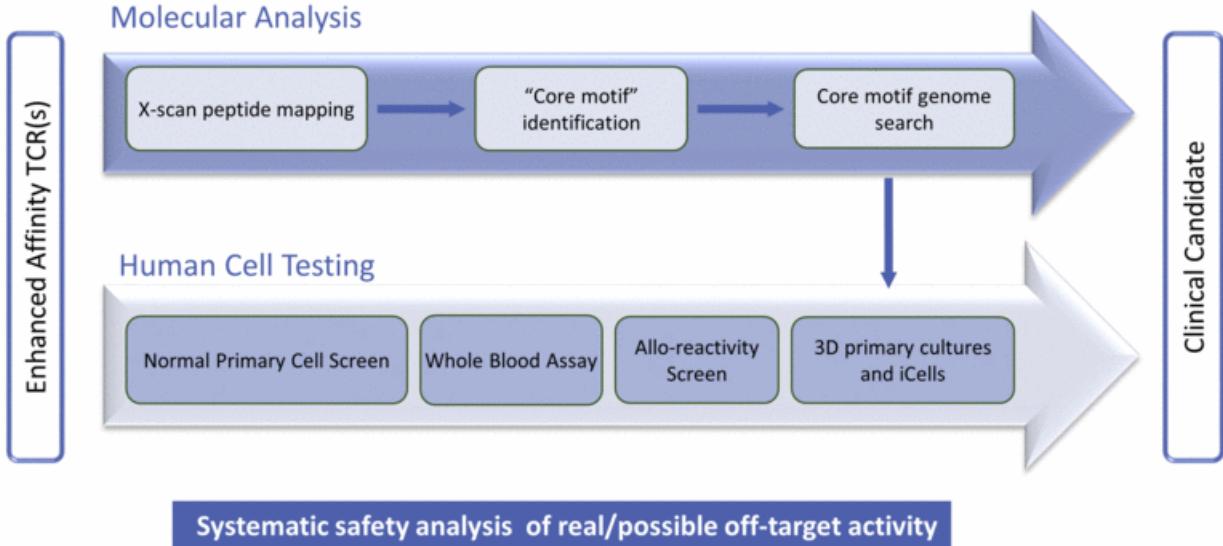 Molecular Analysis
Enhanced Affinity TCR(s)
X-scan peptide mapping
“Core motif”
identification
Core motif genome
search
Human Cell Testing
Normal Primary Cell Screen
Whole Blood Assay
Allo-reactivity
Screen
3D primary cultures
and iCells
Clinical Candidate
Systematic safety analysis of real/possible off-target activity